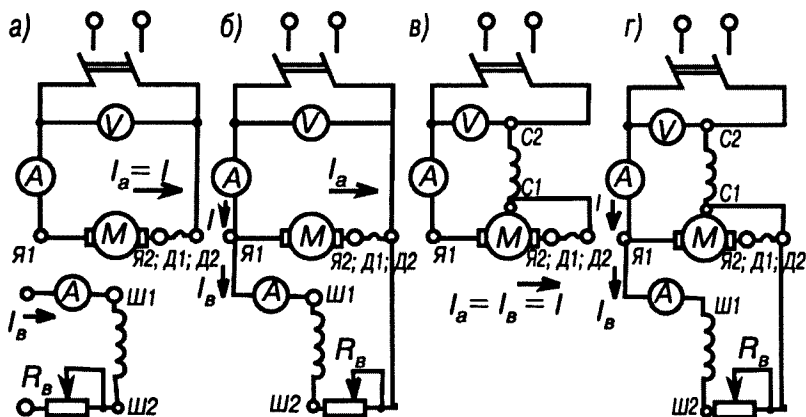 а) б) в) г)
V V V V
С2 С2
A Iа = I A Iа A С1 A С1
I I
M M M M
Я1 Я2; Д1; Д2 Я1 Я2; Д1; Д2 Я1 Я2; Д1; Д2 Я1 Я2; Д1; Д2
A Ш1 Iв A Ш1 Iа = Iв = I Iв A Ш1
Iв
Rв Rв Rв
Ш2 Ш2 Ш2